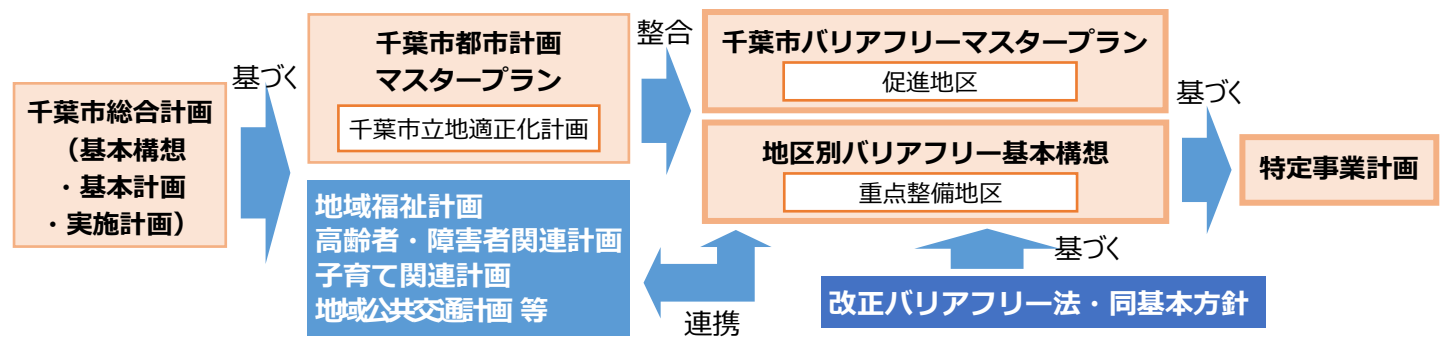 千葉市総合計画
（基本構想
・基本計画
・実施計画）
基づく
千葉市都市計画
マスタープラン
千葉市立地適正化計画
地域福祉計画
高齢者・障害者関連計画
子育て関連計画
地域公共交通計画 等
整合
連携
千葉市バリアフリーマスタープラン
促進地区
地区別バリアフリー基本構想
重点整備地区
基づく
改正バリアフリー法・同基本方針
基づく
特定事業計画